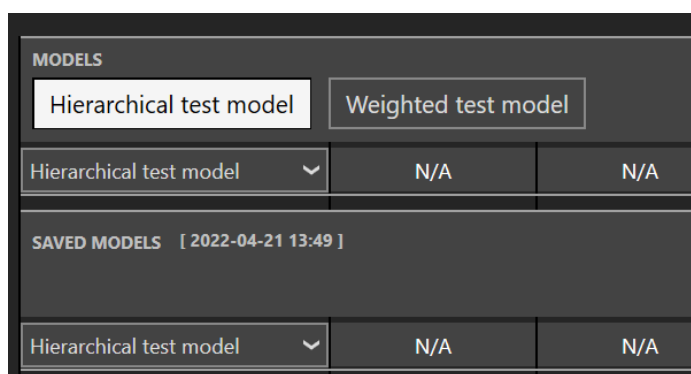 MODELS
Hierarchical test model Weighted test model
Hierarchical test model N/A N/A
SAVED MODELS [ 2022-04-21 13:49 ]
Hierarchical test model N/A N/A